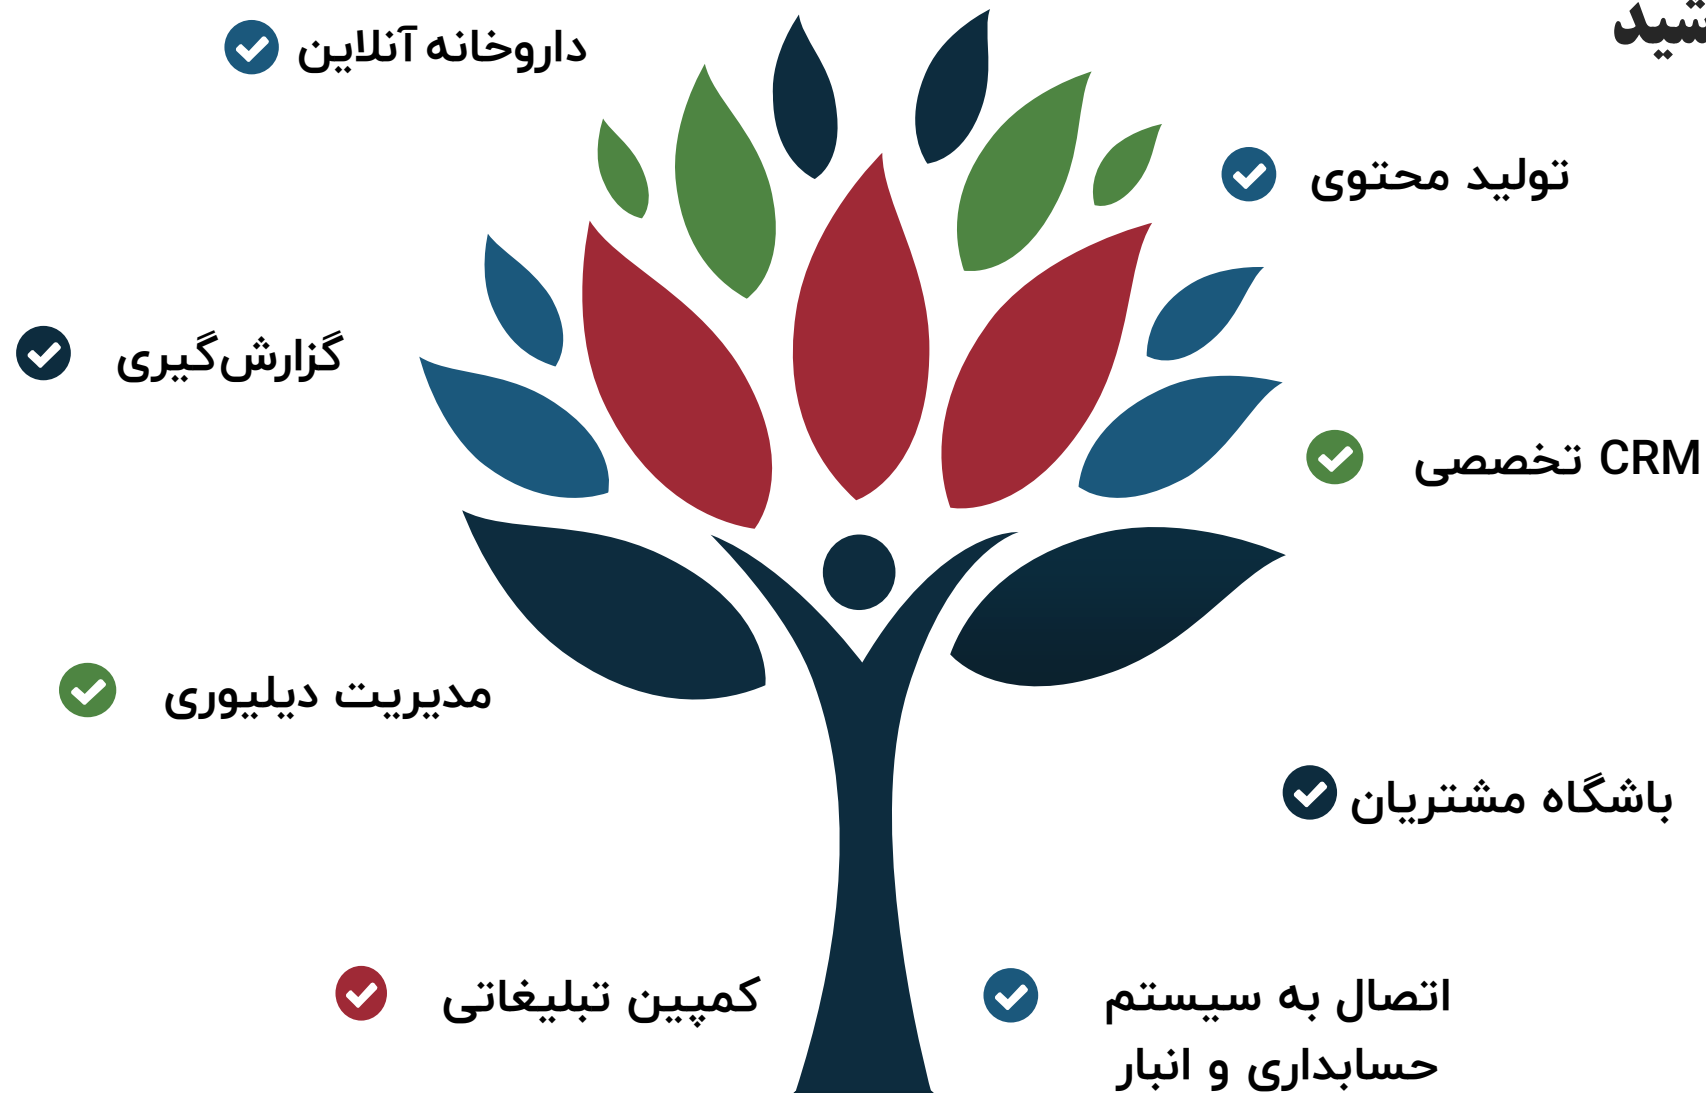 داروخانه آنلاین
تولید محتوی
گزارش‌گیری
CRM تخصصی
مدیریت دیلیوری
باشگاه مشتریان
کمپین تبلیغاتی
اتصال به سیستم
حسابداری و انبار